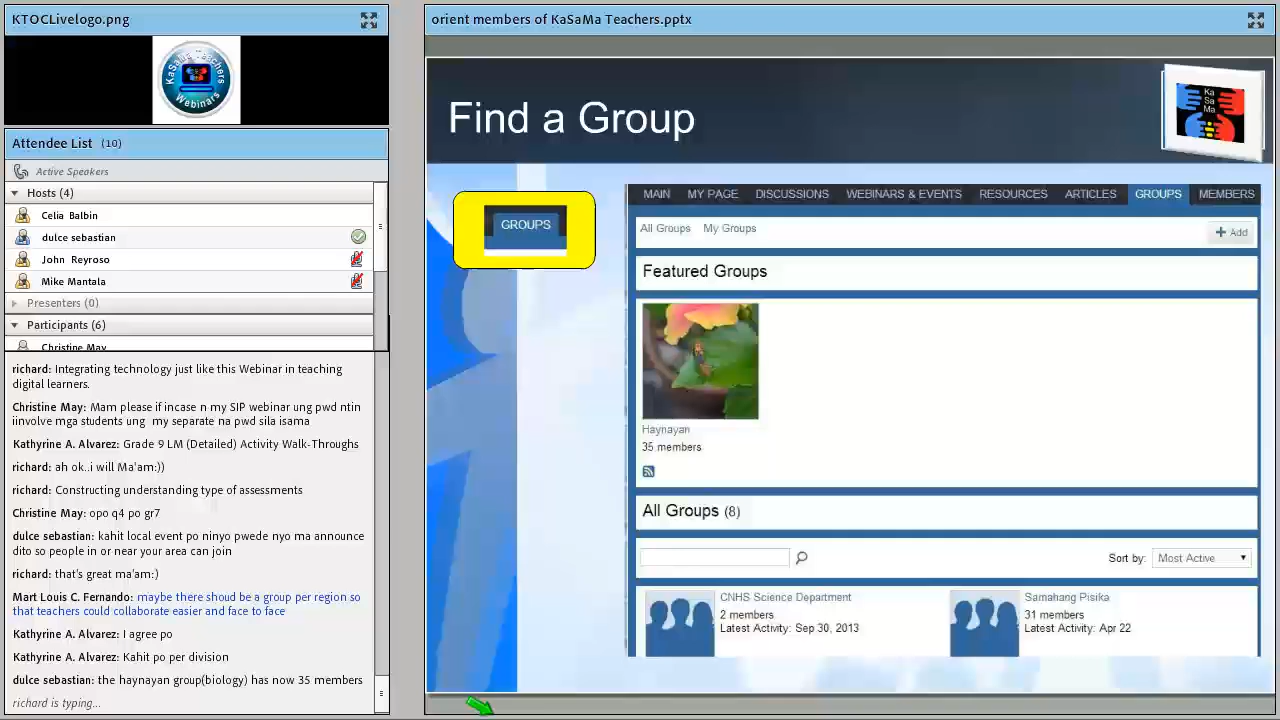 KTOCLivelogo.png
KaSaMa Teachers
Webinars
Attendee List (10)
Active Speakers
Hosts (4)
Celia Balbin
dulce sebastian
John Reyroso
Mike Mantala
Presenters (0)
Participants (6)
Christine May
richard: Integrating technology just like this Webinar in teaching
digital learners.
Christine May: Mam please if incase n my SIP webinar ung pwd ntin
iinvolve mga students ung my separate na pwd sila isama
Kathyrine A. Alvarez: Grade 9 LM (Detailed) Activity Walk-Throughs
richard: ah ok..i will Ma'am:))
richard: Constructing understanding type of assessments
Christine May: opo q4 po gr7
dulce sebastian: kahit local event po ninyo pwede nyo ma announce
dito so people in or near your area can join
richard: that's great ma'am:)
Mart Louis C. Fernando: maybe there shoud be a group per region so
that teachers could collaborate easier and face to face
Kathyrine A. Alvarez: I agree po
Kathyrine A. Alvarez: Kahit po per division
dulce sebastian: the haynayan group(biology) has now 35 members
richard is typing...
orient members of KaSaMa Teachers.pptx
Find a Group
Ka
Sa
Ma
GROUPS
MAIN MY PAGE DISCUSSIONS WEBINARS & EVENTS RESOURCES ARTICLES GROUPS MEMBERS
All Groups My Groups + Add
Featured Groups
Haynayan
35 members
All Groups (8)
Sort by: Most Active
CNHS Science Department
2 members
Latest Activity: Sep 30, 2013
Samahang Pisika
31 members
Latest Activity: Apr 22